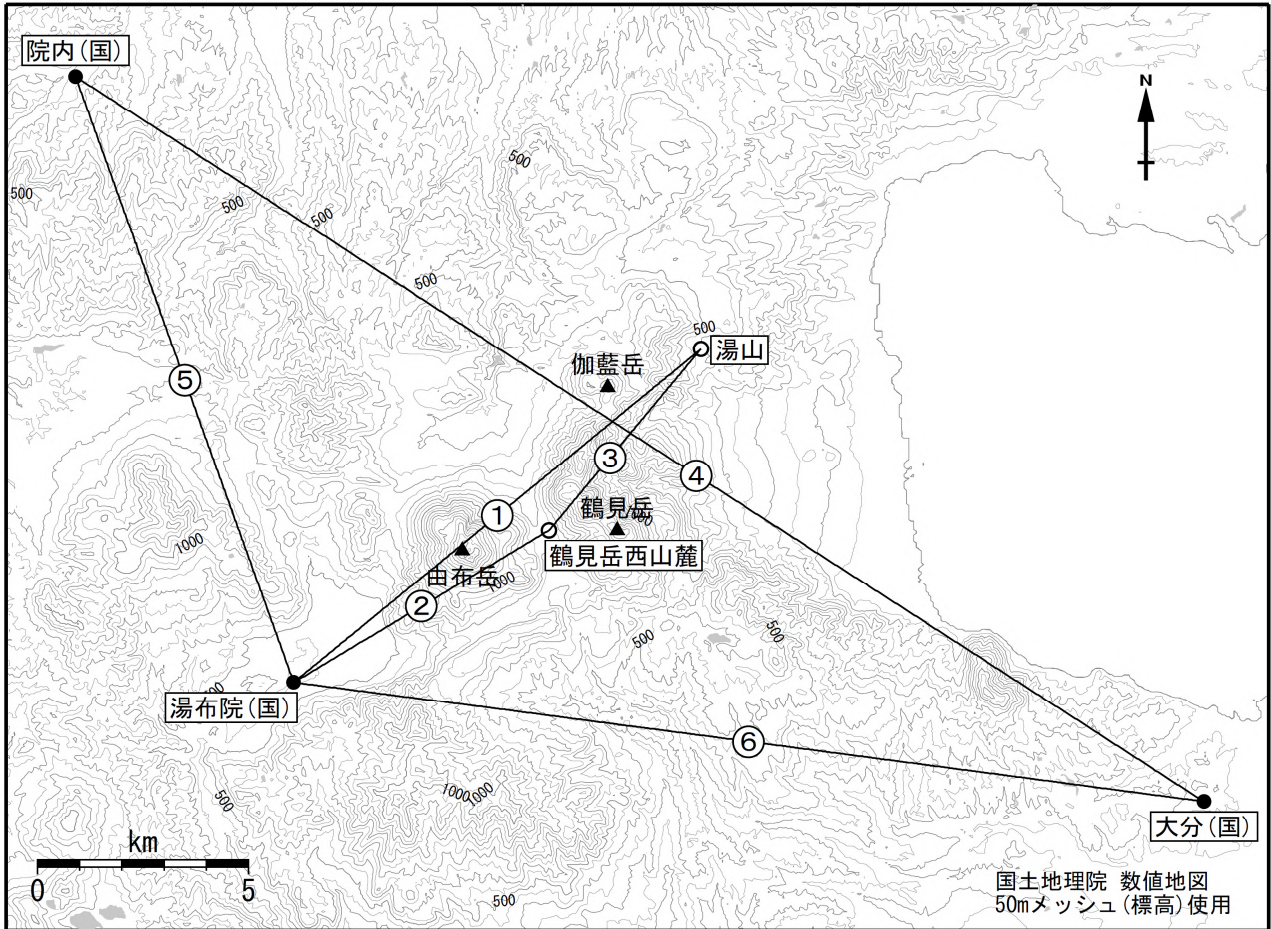 院内(国)
N
500
500
500
500
500
500
湯山
伽藍岳
⑤
③
④
鶴見岳
①
1000
鶴見岳西山麓
由布岳
1000
②
500
500
湯布院(国)
⑥
1000
1000
500
大分(国)
km
0 5
500
国土地理院 数値地図
50mメッシュ(標高)使用